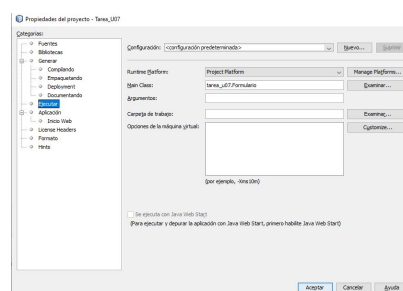 Propiedades del proyecto - Tarea_U07
Categorías:
Fuentes
Bibliotecas
Generar
Compilando
Empaquetando
Deployment
Documentando
Ejecutar
Aplicación
Inicio Web
License Headers
Formato
Hints
Configuración: <configuración predeterminada> Nuevo... Suprimir
Runtime Platform: Project Platform Manage Platforms...
Main Class: tarea_u07.Formulario Examinar...
Argumentos:
Carpeta de trabajo: Examinar...
Opciones de la máquina virtual: Customize...
(por ejemplo, -Xms10m)
Se ejecuta con Java Web Start
(Para ejecutar y depurar la aplicación con Java Web Start, primero habilite Java Web Start)
Aceptar Cancelar Ayuda